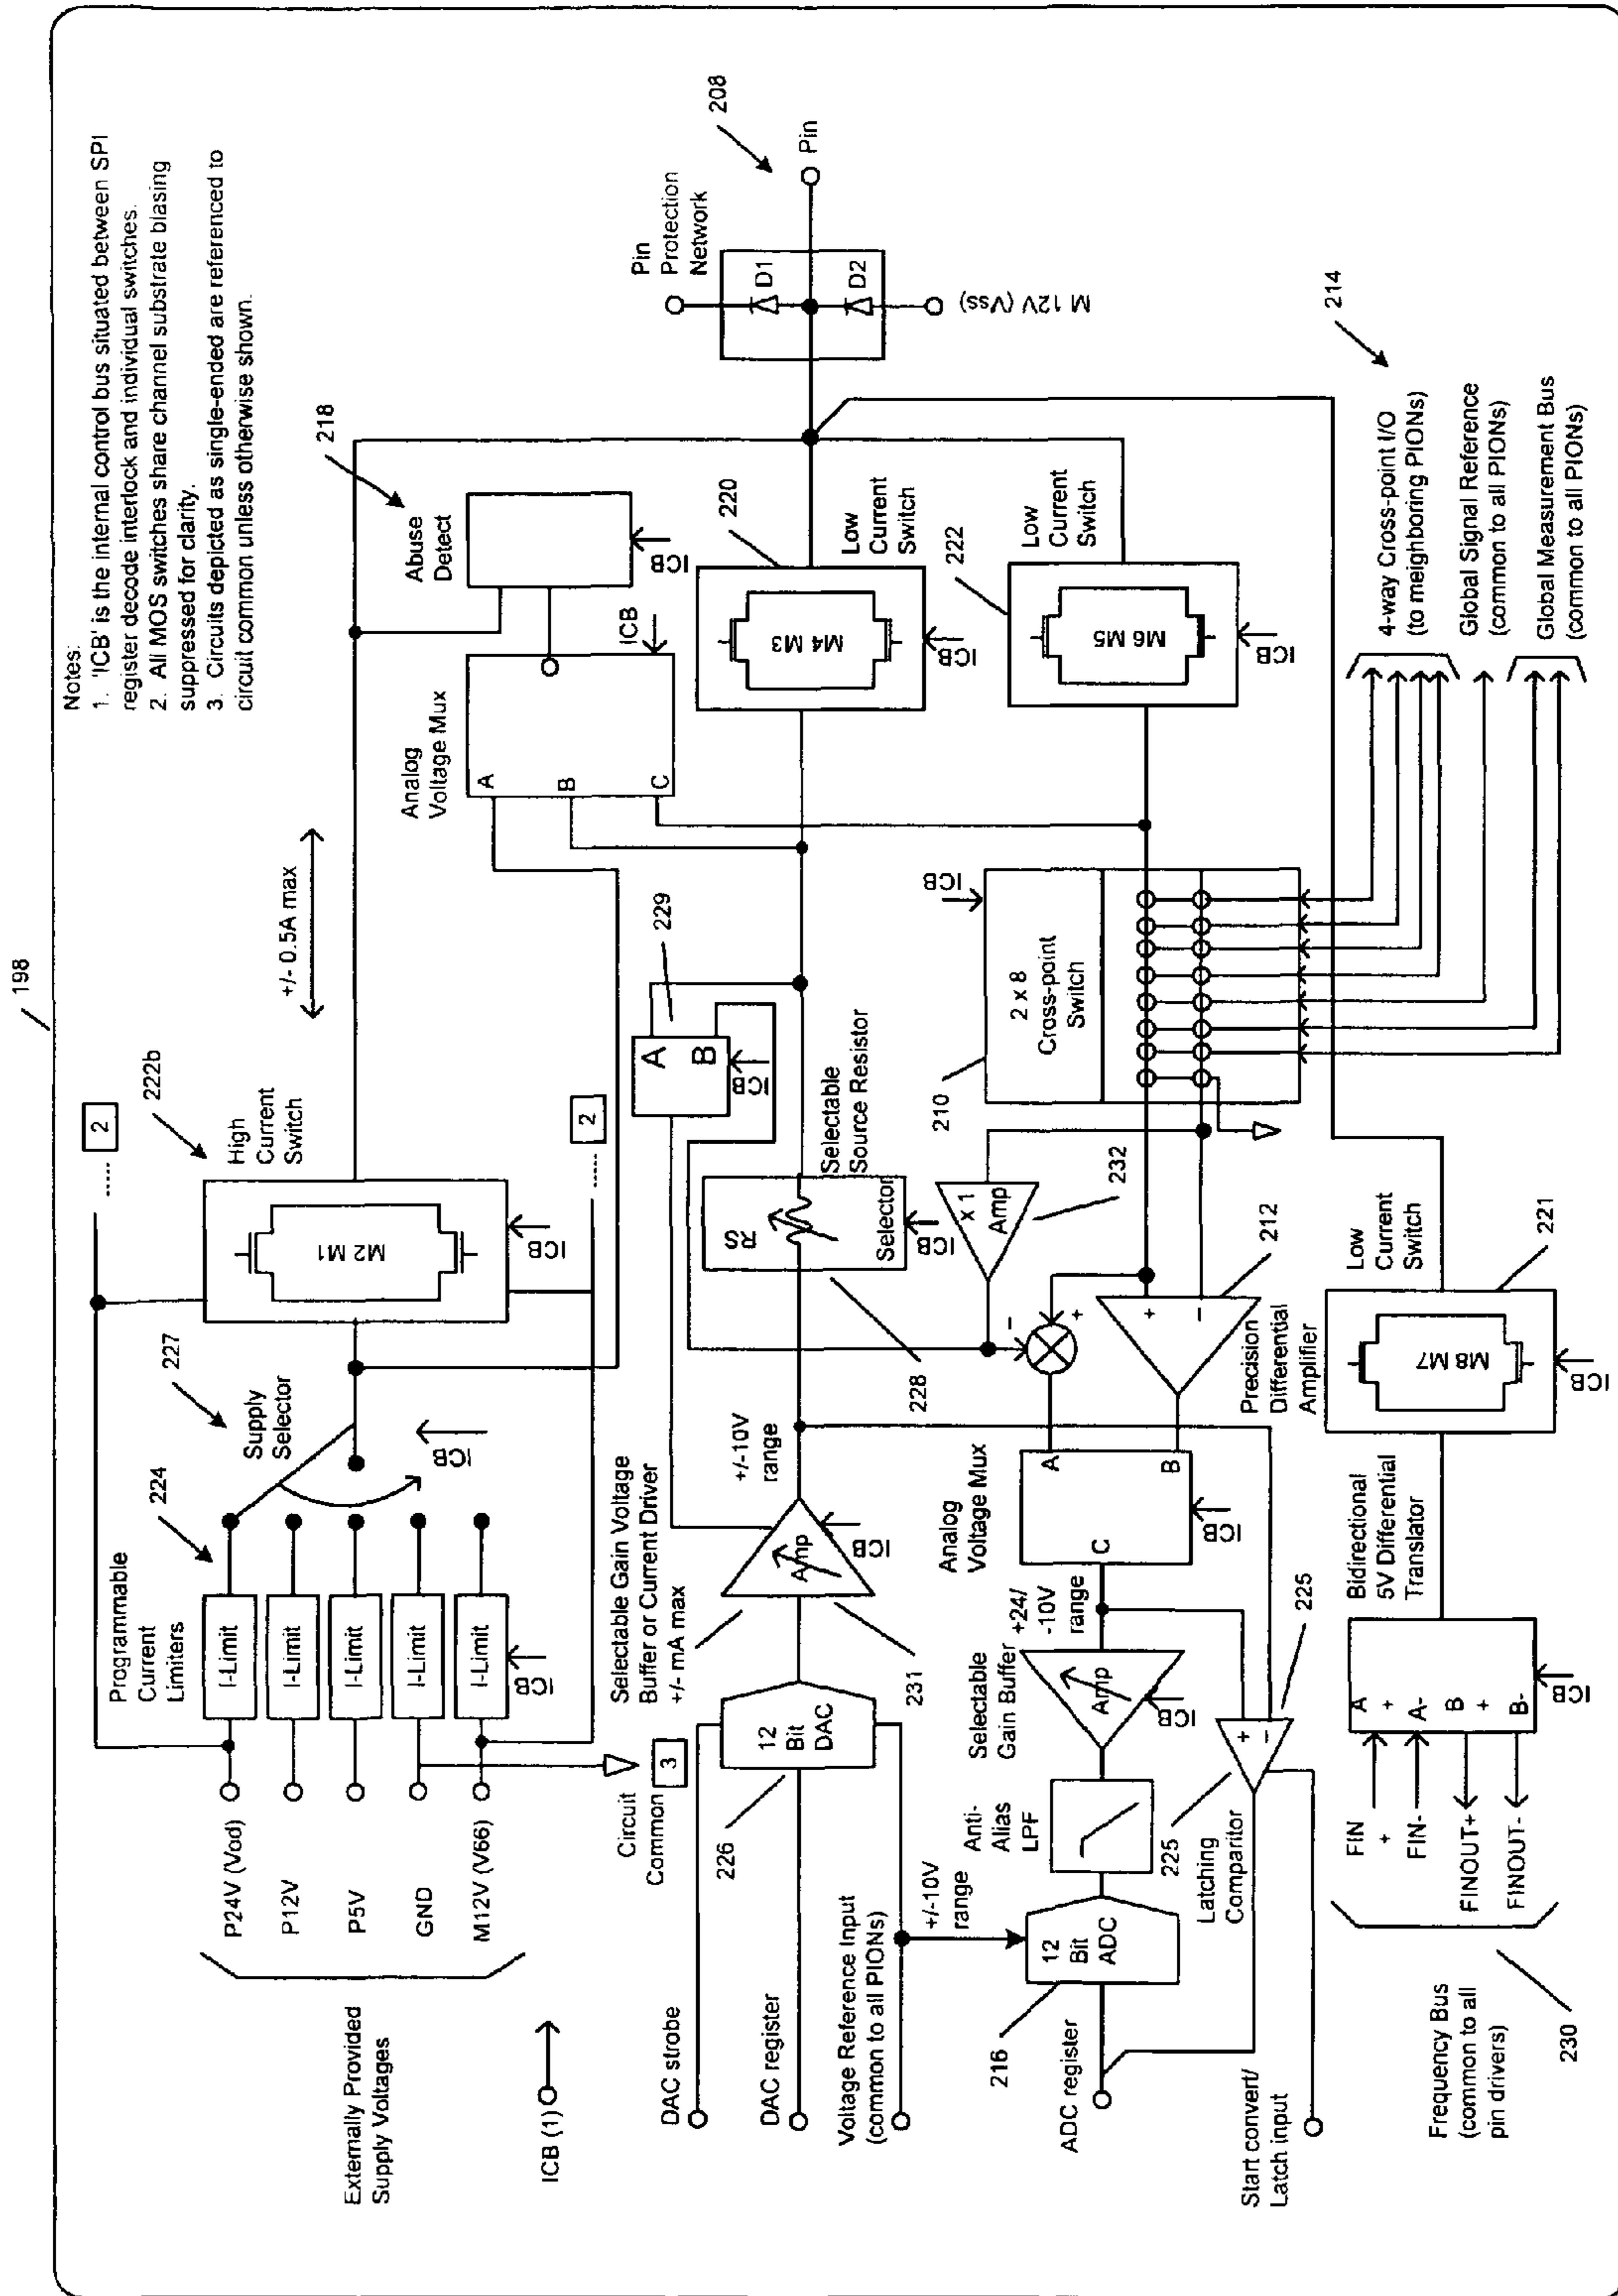 198
Notes:
1. 'ICB' is the internal control bus situated between SPI
register decode interlock and individual switches.
2. All MOS switches share channel substrate biasing
suppressed for clarity.
3. Circuits depicted as single-ended are referenced to
circuit common unless otherwise shown.
Externally Provided
Supply Voltages
P24V (Vod)
P12V
P5V
GND
M12V (V66)
ICB (1)
Programmable
Current
Limiters
I-Limit
I-Limit
I-Limit
I-Limit
I-Limit
ICB
224
Supply
Selector
227
ICB
2
222b
High
Current
Switch
M2 M1
ICB
2
+/- 0.5A max
Circuit
Common
3
Analog
Voltage Mux
A
B
C
ICB
Abuse
Detect
218
ICB
Pin
Protection
Network
D1
D2
M 12V (Vss)
208
Pin
DAC strobe
DAC register
Voltage Reference Input
(common to all PIONs)
12
Bit
DAC
226
Selectable Gain Voltage
Buffer or Current Driver
+/- mA max
Amp
ICB
231
+/-10V
range
RS
Selector
ICB
228
Selectable
Source Resistor
A
B
ICB
229
220
M4 M3
ICB
Low
Current
Switch
222
Low
Current
Switch
M6 M5
ICB
+/-10V
range
ADC register
216
12
Bit
ADC
Anti-
Alias
LPF
Selectable
Gain Buffer
Amp
ICB
+24/
-10V
range
Analog
Voltage Mux
C
A
B
ICB
-
+
x 1
Amp
232
+
-
212
Precision
Differential
Amplifier
210
2 x 8
Cross-point
Switch
ICB
Start convert/
Latch input
Latching
Comparitor
225
+
-
225
214
4-way Cross-point I/O
(to meighboring PIONs)
Global Signal Reference
(common to all PIONs)
Global Measurement Bus
(common to all PIONs)
Frequency Bus
(common to all
pin drivers)
230
FIN
+
FIN-
FINOUT+
FINOUT-
A
+
A-
B
+
B-
ICB
Bidirectional
5V Differential
Translator
Low
Current
Switch
M8 M7
ICB
221